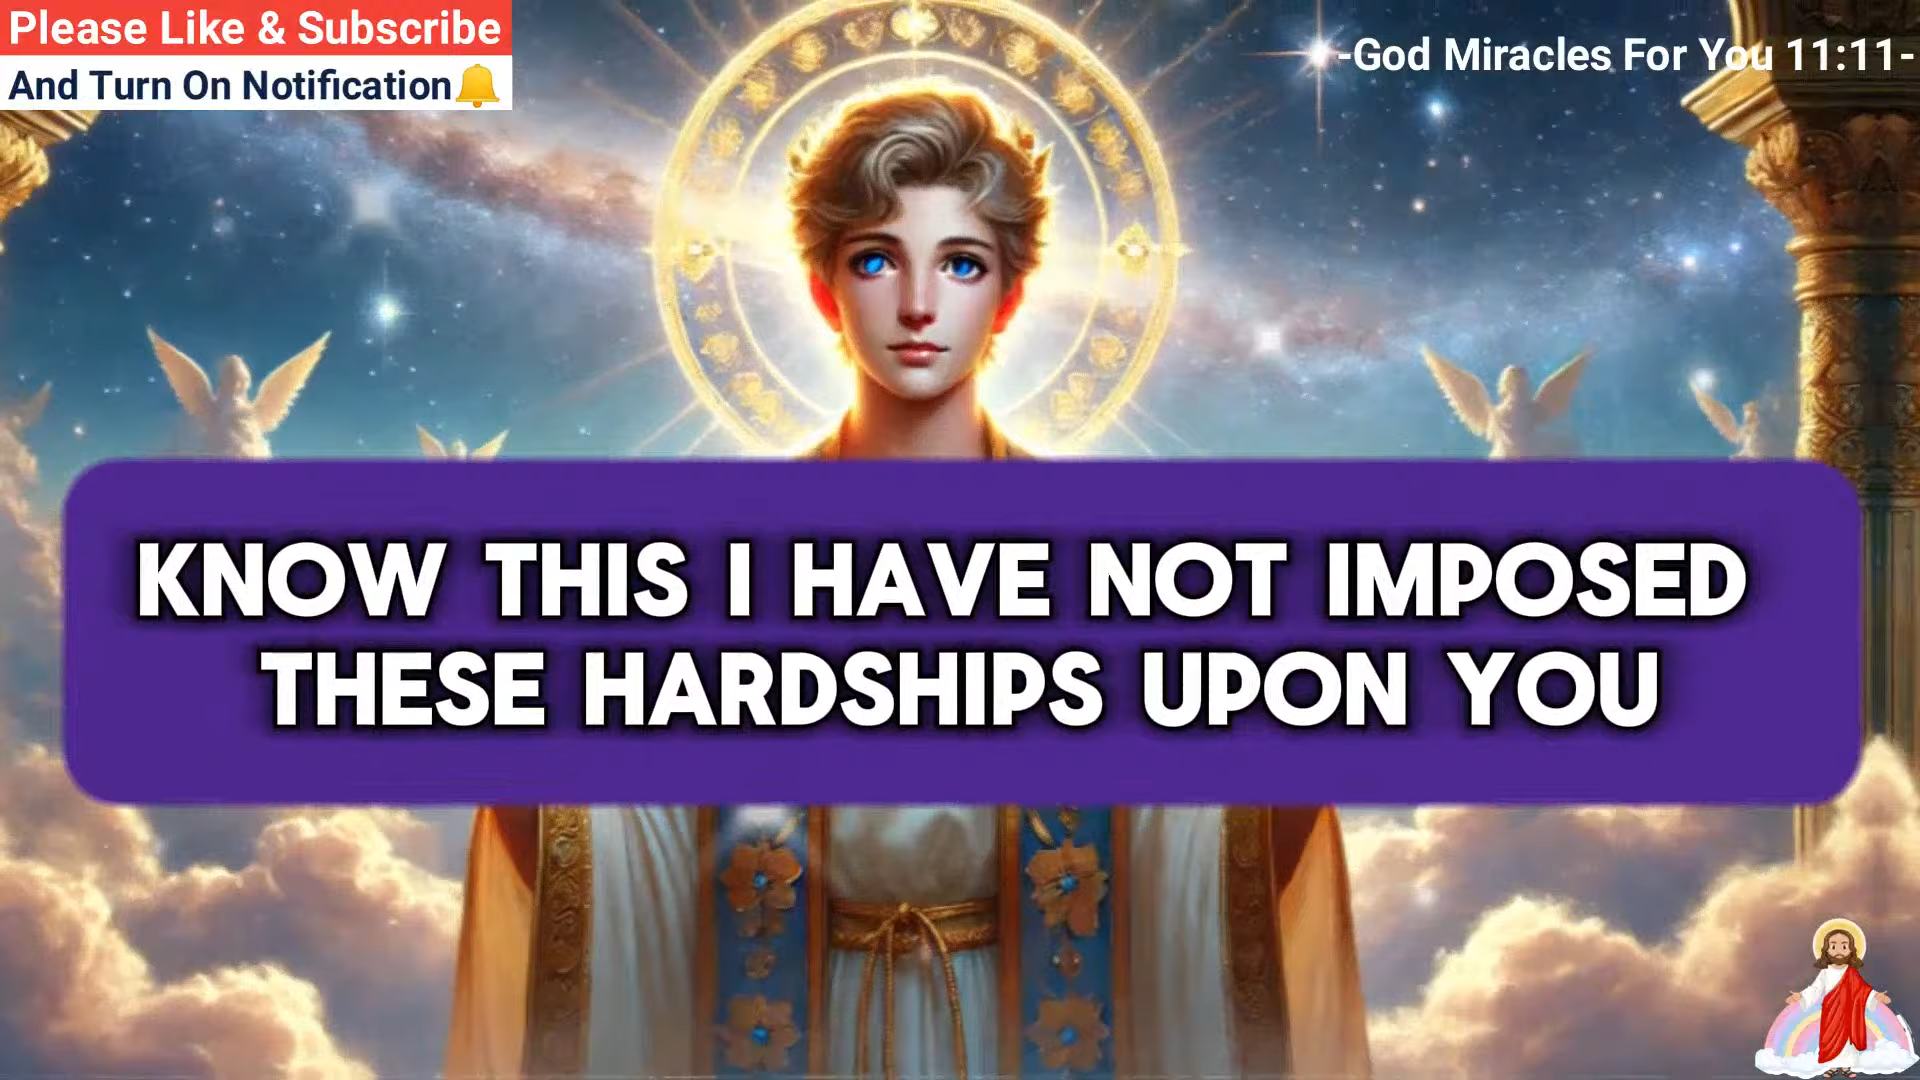 Please Like & Subscribe
And Turn On Notification🔔
-God Miracles For You 11:11-
KNOW THIS I HAVE NOT IMPOSED
THESE HARDSHIPS UPON YOU